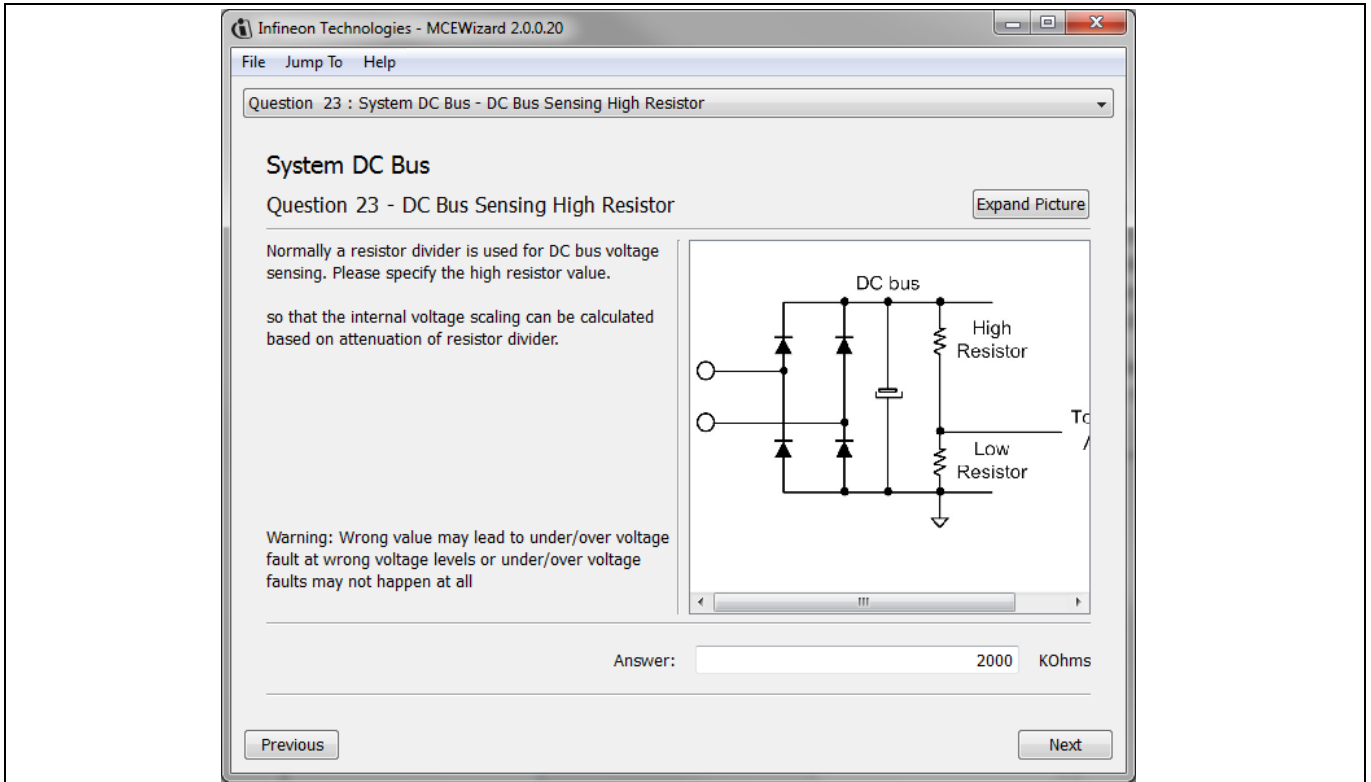 Infineon Technologies - MCEWizard 2.0.0.20
File Jump To Help
Question 23 : System DC Bus - DC Bus Sensing High Resistor
System DC Bus
Question 23 - DC Bus Sensing High Resistor
Expand Picture
Normally a resistor divider is used for DC bus voltage
sensing. Please specify the high resistor value.
so that the internal voltage scaling can be calculated
based on attenuation of resistor divider.
Warning: Wrong value may lead to under/over voltage
fault at wrong voltage levels or under/over voltage
faults may not happen at all
DC bus
High
Resistor
To
Low
Resistor
Answer: 2000 KOhms
Previous Next